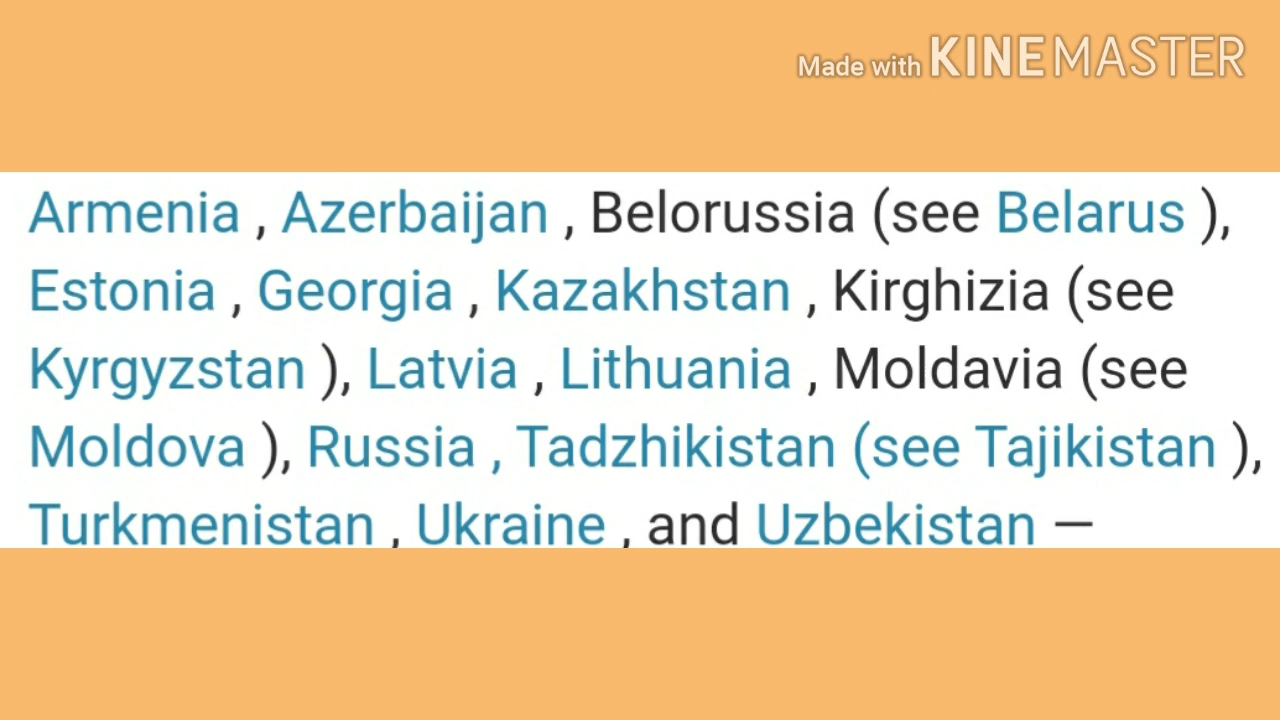 Made with KINEMASTER
Armenia , Azerbaijan , Belorussia (see Belarus ),
Estonia , Georgia , Kazakhstan , Kirghizia (see
Kyrgyzstan ), Latvia , Lithuania , Moldavia (see
Moldova ), Russia , Tadzhikistan (see Tajikistan ),
Turkmenistan , Ukraine , and Uzbekistan —